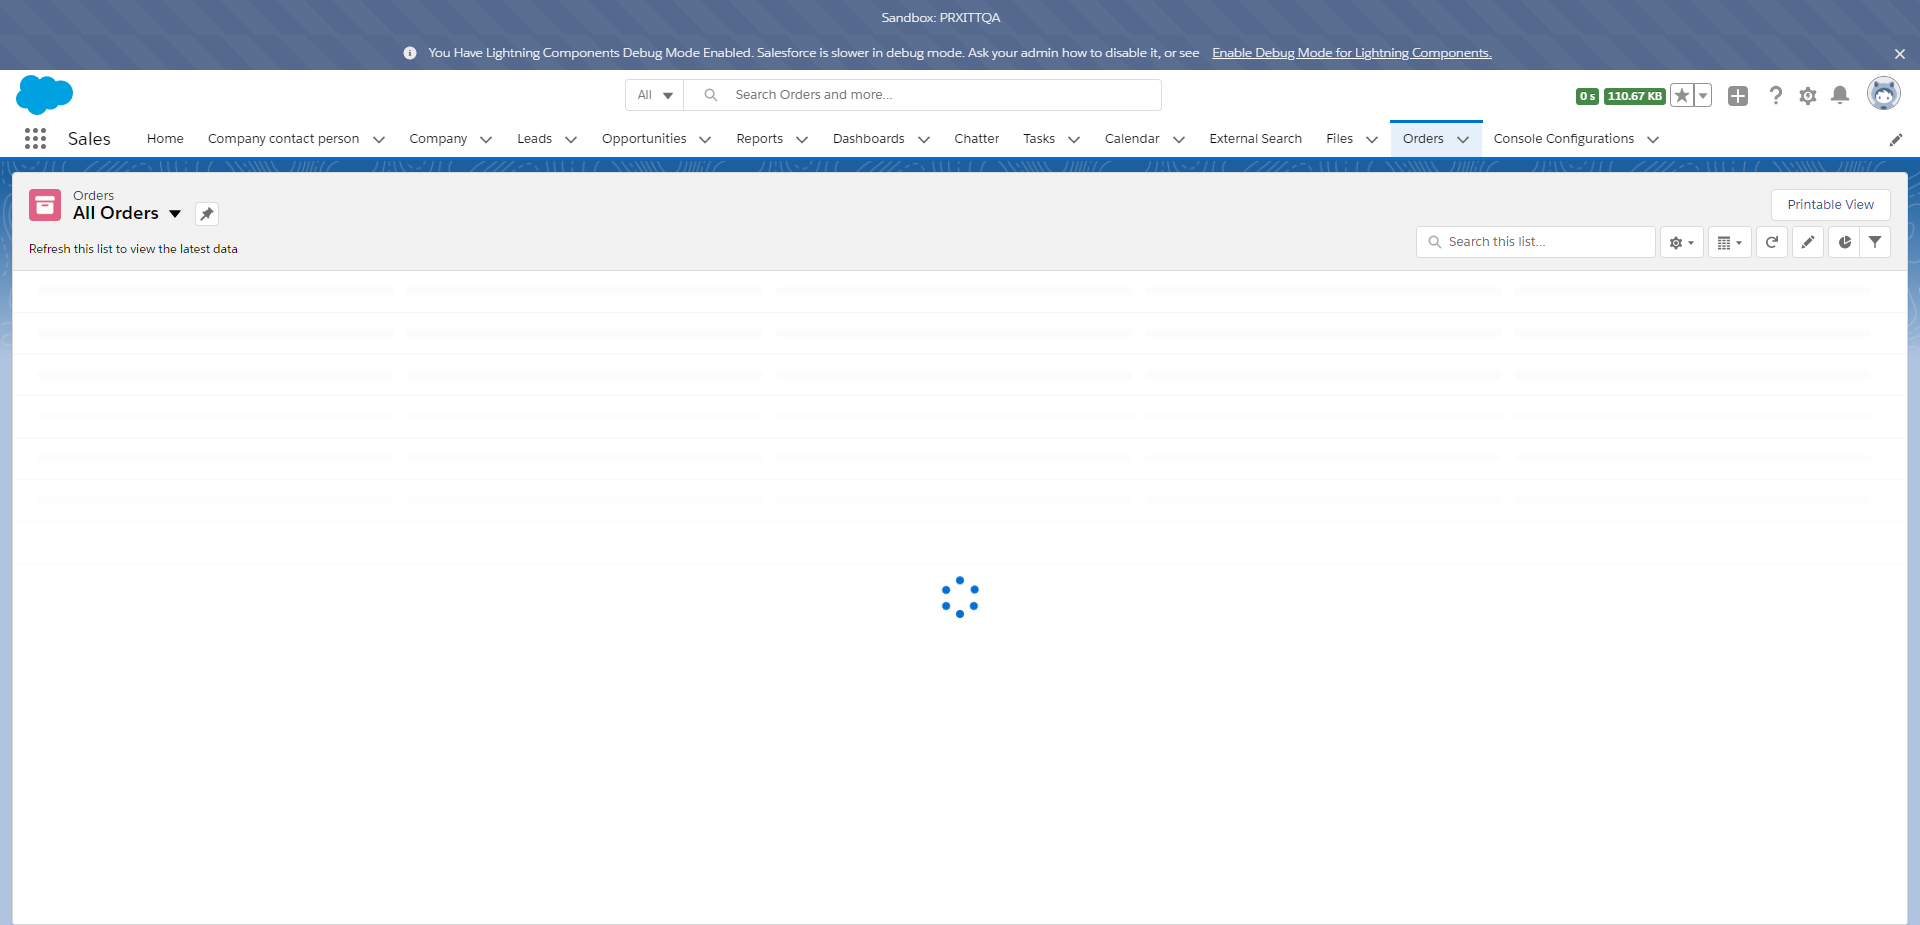 Sandbox: PRXITTQA
You Have Lightning Components Debug Mode Enabled. Salesforce is slower in debug mode. Ask your admin how to disable it, or see Enable Debug Mode for Lightning Components.
All Search Orders and more...
0 s 110.67 KB
Sales Home Company contact person Company Leads Opportunities Reports Dashboards Chatter Tasks Calendar External Search Files Orders Console Configurations
Orders
All Orders
Printable View
Refresh this list to view the latest data
Search this list...